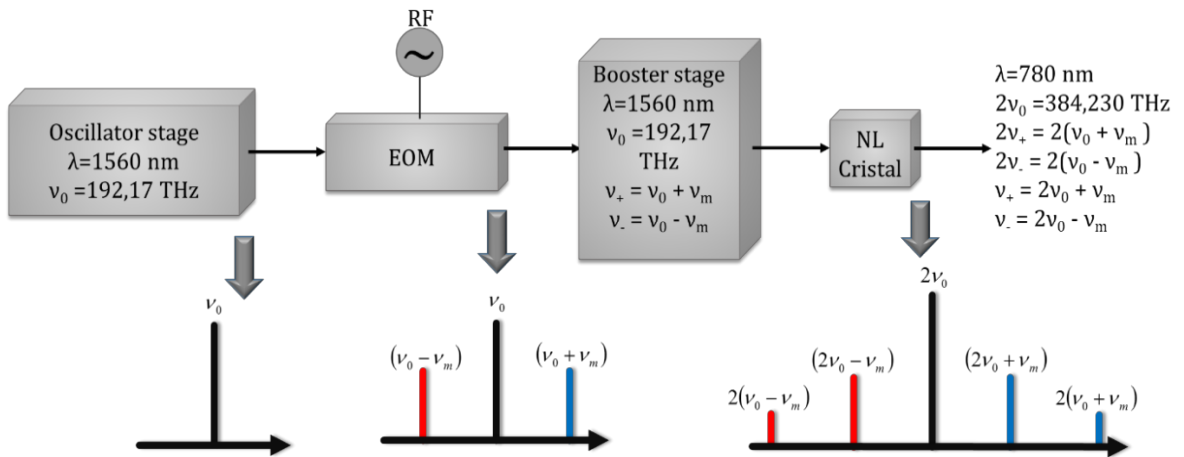 RF
~
Oscillator stage
λ=1560 nm
ν₀ =192,17 THz
EOM
Booster stage
λ=1560 nm
ν₀ =192,17
THz
ν₊ = ν₀ + νₘ
ν₋ = ν₀ - νₘ
NL
Cristal
λ=780 nm
2ν₀ =384,230 THz
2ν₊ = 2(ν₀ + νₘ)
2ν₋ = 2(ν₀ - νₘ)
ν₊ = 2ν₀ + νₘ
ν₋ = 2ν₀ - νₘ
ν₀
(ν₀ − νₘ)
ν₀
(ν₀ + νₘ)
2(ν₀ − νₘ)
(2ν₀ − νₘ)
2ν₀
(2ν₀ + νₘ)
2(ν₀ + νₘ)